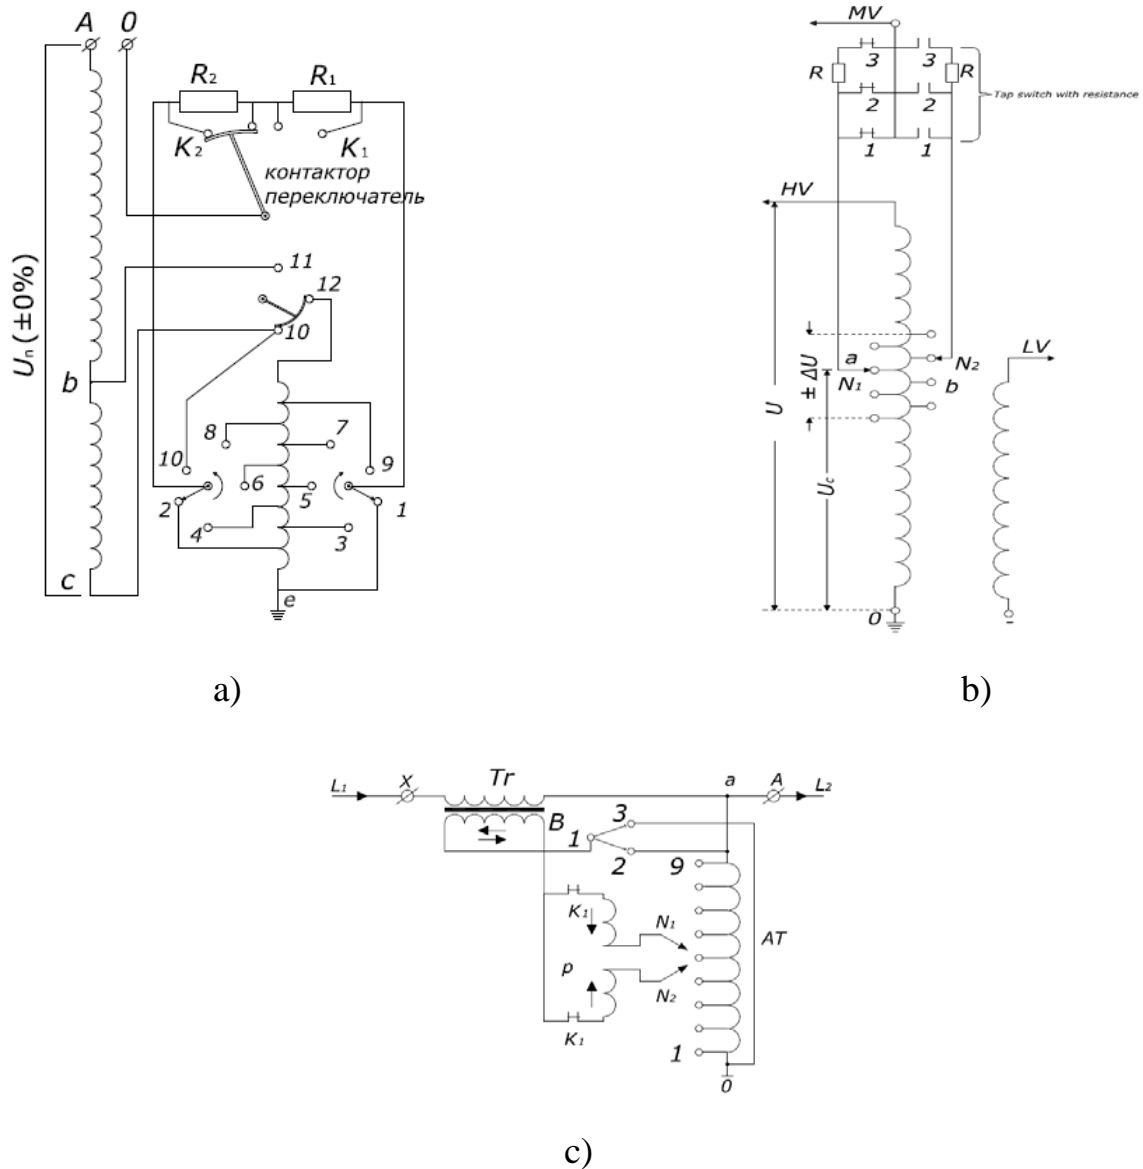 A 0
R₂ R₁
K₂ K₁
контактор
переключатель
Uₙ (±0%)
11
12
10
b
8 7
10 9
6 5
2 1
4 3
c
e
a)
MV
3 3
R R
Tap switch with resistance
2 2
1 1
HV
LV
a N₂
N₁ b
± ΔU
U
U꜀
0
b)
L₁ X Tr a A L₂
B 3
1
2 9
K₁ N₁
AT
p
N₂
K₁ 1
0
c)